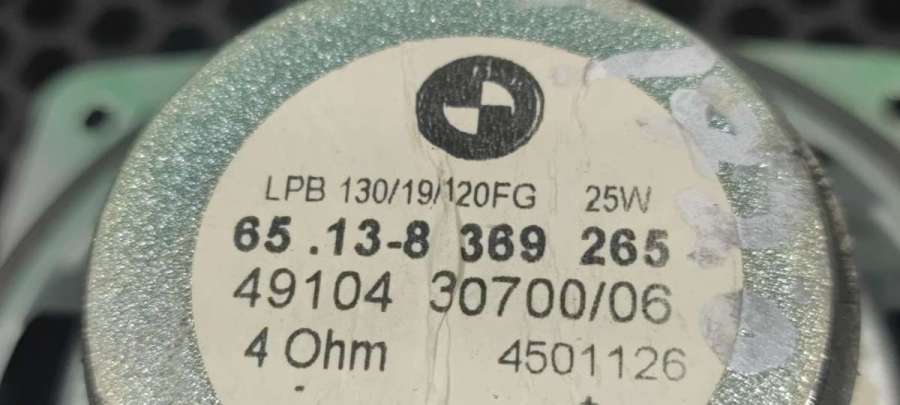 LPB 130/19/120FG 25W
65 .13-8 369 265
49104 30700/06
4 Ohm 4501126